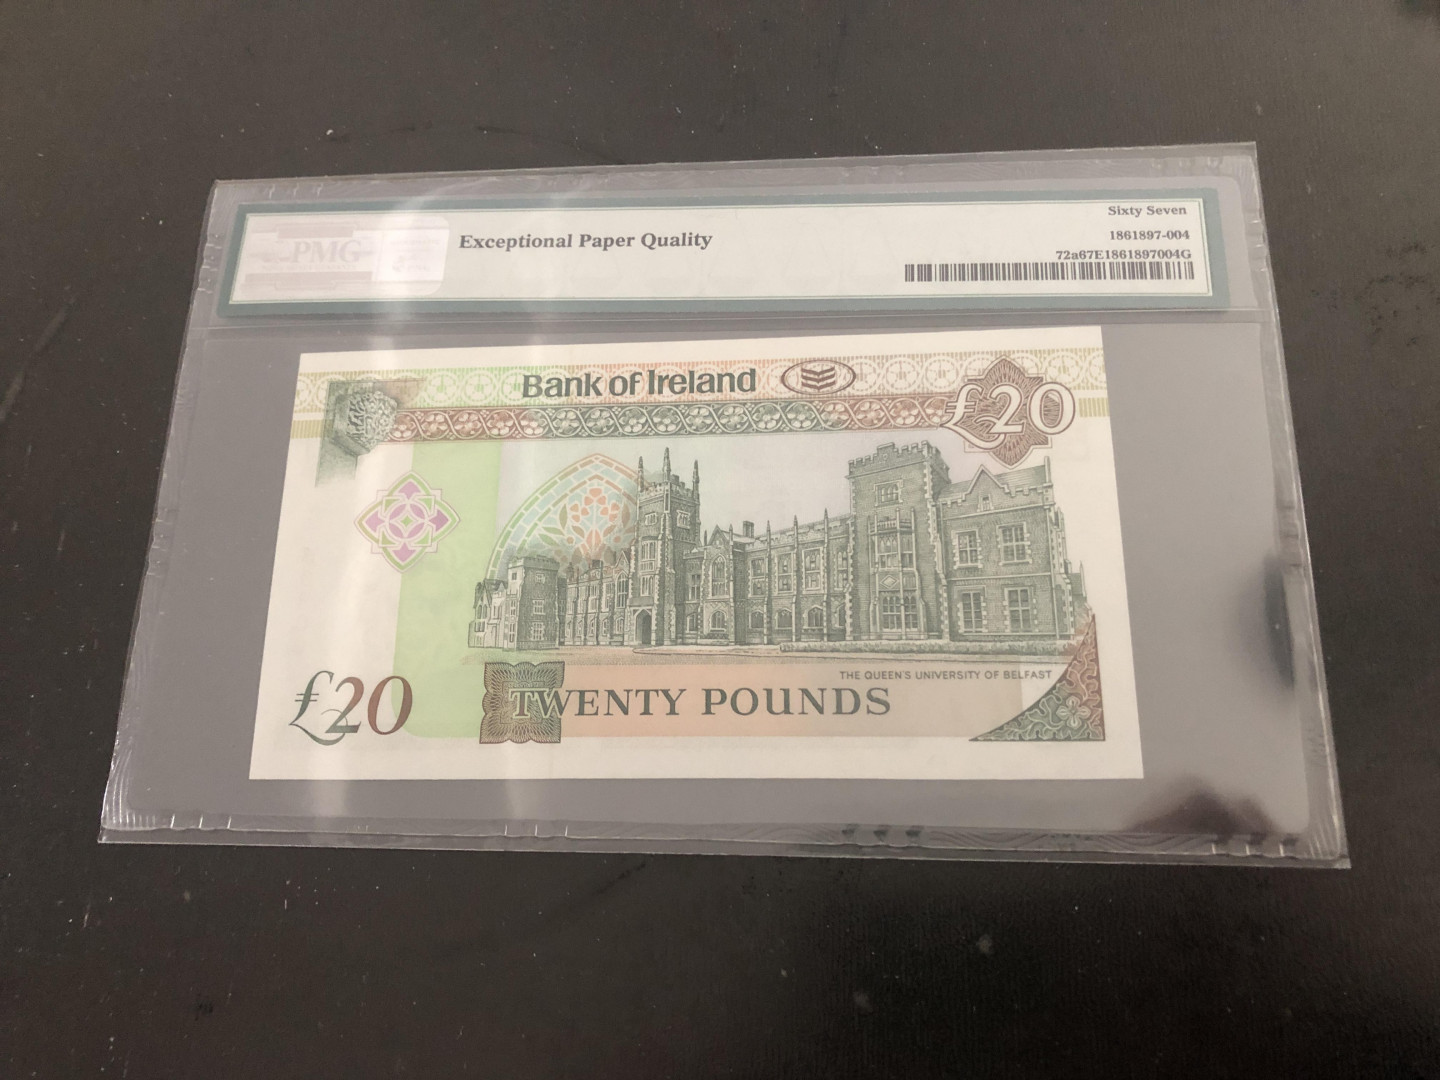 PMG
Exceptional Paper Quality
Sixty Seven
1861897-004
72a67E1861897004G
Bank of Ireland
£20
THE QUEEN'S UNIVERSITY OF BELFAST
£20
TWENTY POUNDS